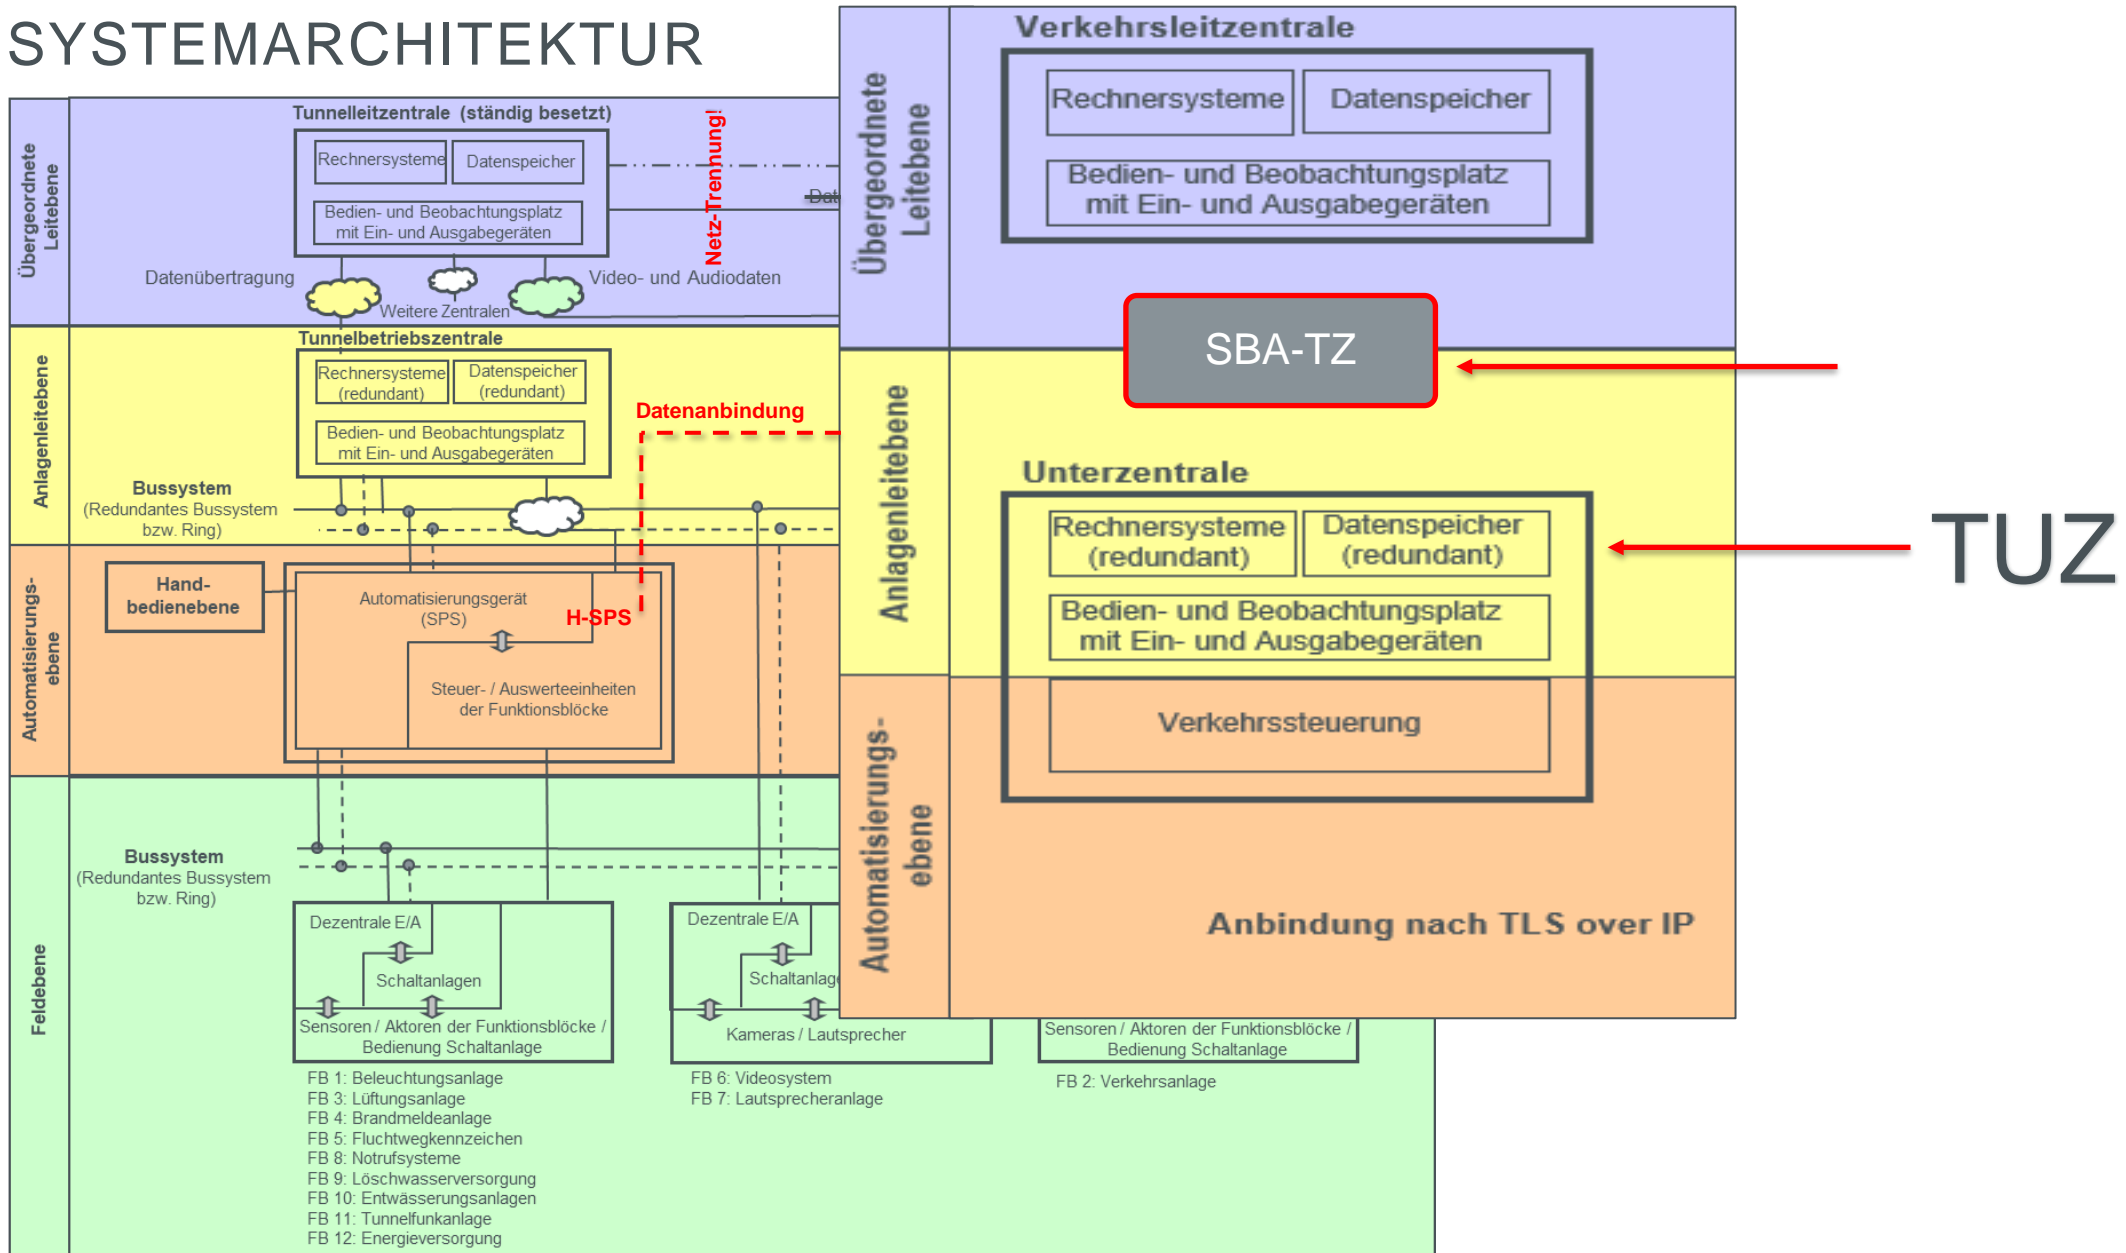 SYSTEMARCHITEKTUR
Übergeordnete
Leitebene
Tunnelleitzentrale (ständig besetzt)
Rechnersysteme
Datenspeicher
Bedien- und Beobachtungsplatz
mit Ein- und Ausgabegeräten
Netz-Trennung!
Dat
Datenübertragung
Weitere Zentralen
Video- und Audiodaten
Anlagenleitebene
Tunnelbetriebszentrale
Rechnersysteme
(redundant)
Datenspeicher
(redundant)
Bedien- und Beobachtungsplatz
mit Ein- und Ausgabegeräten
Datenanbindung
Bussystem
(Redundantes Bussystem
bzw. Ring)
Automatisierungs-
ebene
Hand-
bedienebene
Automatisierungsgerät
(SPS)
H-SPS
Steuer- / Auswerteeinheiten
der Funktionsblöcke
Feldebene
Bussystem
(Redundantes Bussystem
bzw. Ring)
Dezentrale E/A
Schaltanlagen
Sensoren / Aktoren der Funktionsblöcke /
Bedienung Schaltanlage
FB 1: Beleuchtungsanlage
FB 3: Lüftungsanlage
FB 4: Brandmeldeanlage
FB 5: Fluchtwegkennzeichen
FB 8: Notrufsysteme
FB 9: Löschwasserversorgung
FB 10: Entwässerungsanlagen
FB 11: Tunnelfunkanlage
FB 12: Energieversorgung
Dezentrale E/A
Schaltanlag
Kameras / Lautsprecher
FB 6: Videosystem
FB 7: Lautsprecheranlage
Sensoren / Aktoren der Funktionsblöcke /
Bedienung Schaltanlage
FB 2: Verkehrsanlage
Übergeordnete
Leitebene
Verkehrsleitzentrale
Rechnersysteme
Datenspeicher
Bedien- und Beobachtungsplatz
mit Ein- und Ausgabegeräten
SBA-TZ
Anlagenleitebene
Unterzentrale
Rechnersysteme
(redundant)
Datenspeicher
(redundant)
Bedien- und Beobachtungsplatz
mit Ein- und Ausgabegeräten
TUZ
Automatisierungs-
ebene
Verkehrssteuerung
Anbindung nach TLS over IP